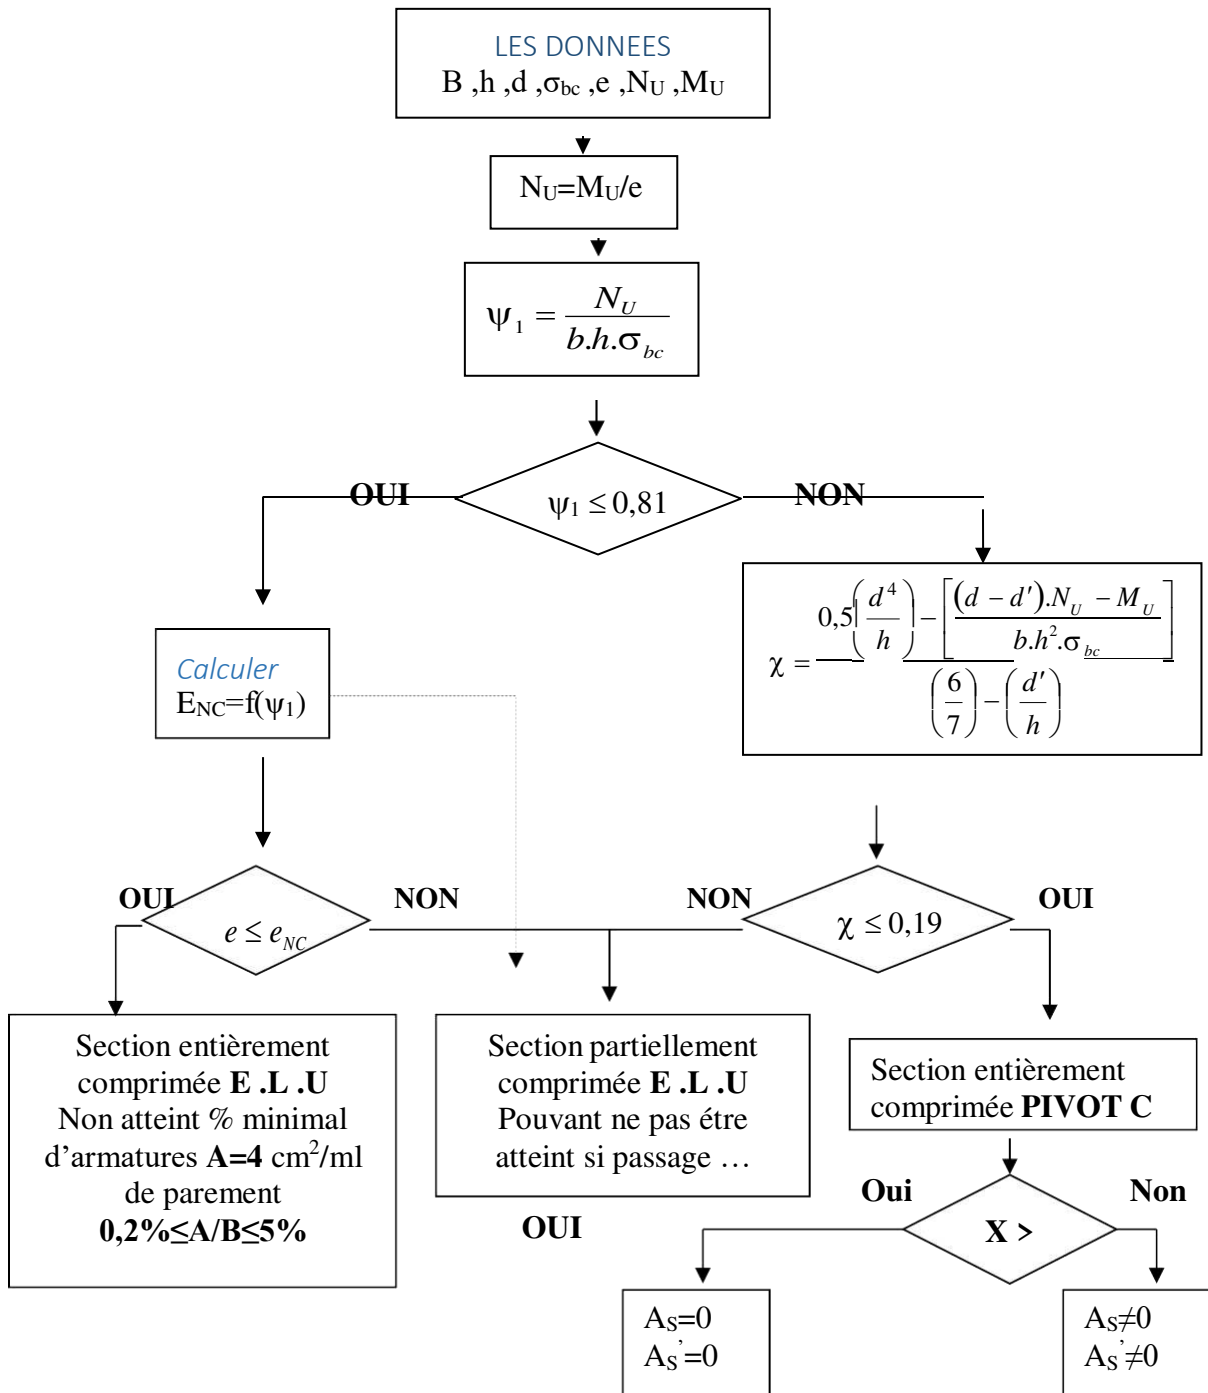 LES DONNEES
B ,h ,d ,σbc ,e ,NU ,MU
NU=MU/e
ψ1 = NU / b.h.σbc
OUI
ψ1 ≤ 0,81
NON
χ = 0,5(d⁴/h) − [(d − d′).NU − MU / b.h².σbc] / (6/7) − (d′/h)
Calculer
ENC=f(ψ1)
OUI
e ≤ eNC
NON
NON
χ ≤ 0,19
OUI
Section entièrement
comprimée E .L .U
Non atteint % minimal
d’armatures A=4 cm²/ml
de parement
0,2%≤A/B≤5%
Section partiellement
comprimée E .L .U
Pouvant ne pas étre
atteint si passage …
OUI
Section entièrement
comprimée PIVOT C
Oui
X >
Non
AS=0
AS’=0
AS≠0
AS’≠0